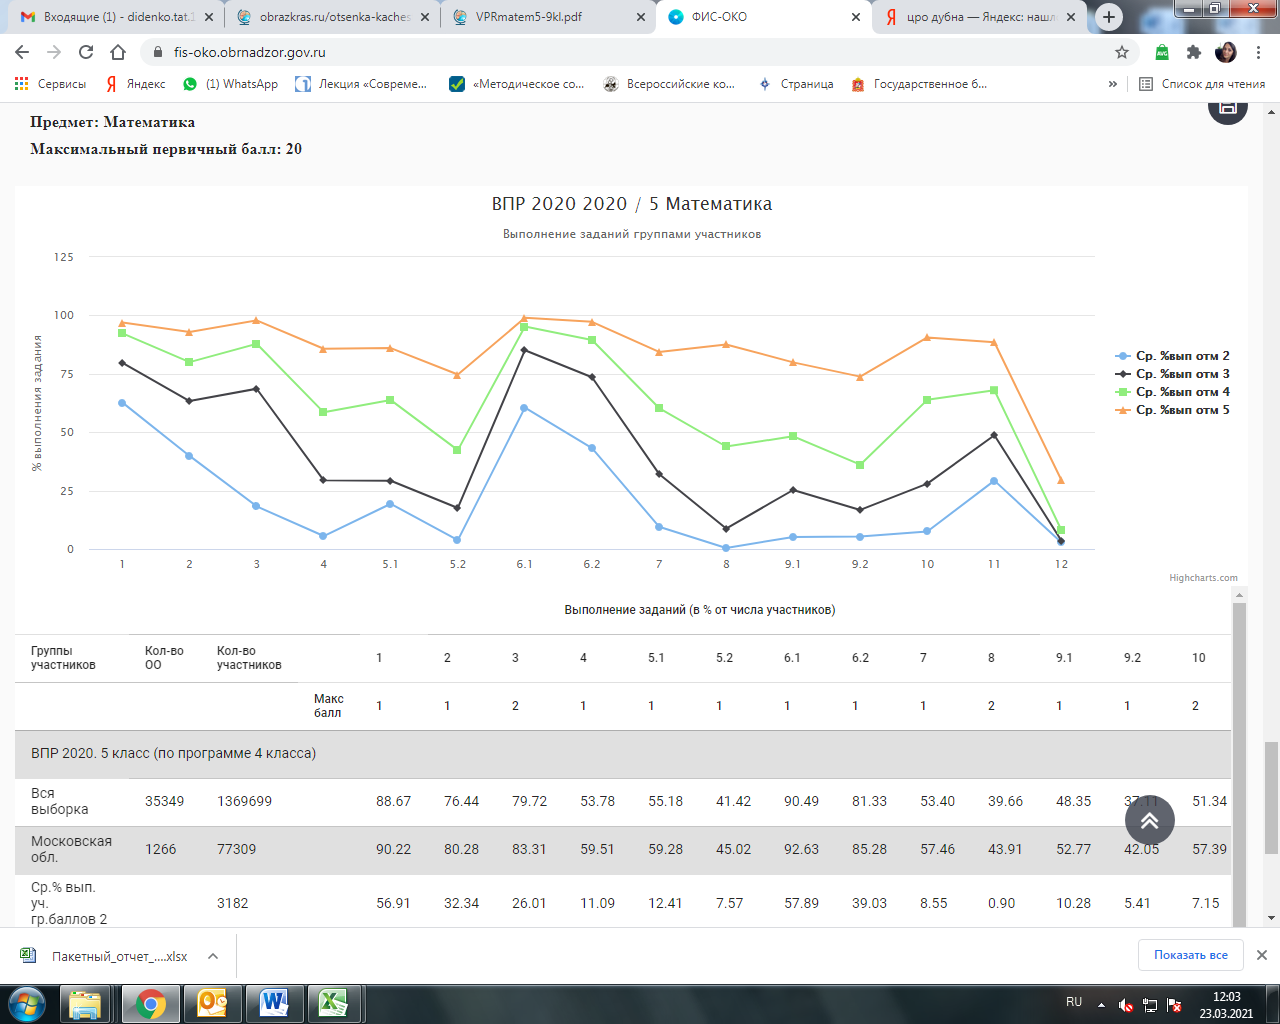 Входящие (1) - didenko.tat.1
obrazkras.ru/otsenka-kaches
VPRmatem5-9kl.pdf
ФИС-ОКО
цро дубна — Яндекс: нашл
fis-oko.obrnadzor.gov.ru
Сервисы
Яндекс
(1) WhatsApp
Лекция «Совреме...
«Методическое со...
Всероссийские ко...
Страница
Государственное б...
»
Список для чтения
Предмет: Математика
Максимальный первичный балл: 20
ВПР 2020 2020 / 5 Математика
Выполнение заданий группами участников
% выполнения задания
125
100
75
50
25
0
1 2 3 4 5.1 5.2 6.1 6.2 7 8 9.1 9.2 10 11 12
Ср. %вып отм 2
Ср. %вып отм 3
Ср. %вып отм 4
Ср. %вып отм 5
Highcharts.com
Выполнение заданий (в % от числа участников)
Группы участников Кол-во ОО Кол-во участников 1 2 3 4 5.1 5.2 6.1 6.2 7 8 9.1 9.2 10
Макс балл 1 1 2 1 1 1 1 1 1 2 1 1 2
ВПР 2020. 5 класс (по программе 4 класса)
Вся выборка 35349 1369699 88.67 76.44 79.72 53.78 55.18 41.42 90.49 81.33 53.40 39.66 48.35 37.11 51.34
Московская обл. 1266 77309 90.22 80.28 83.31 59.51 59.28 45.02 92.63 85.28 57.46 43.91 52.77 42.05 57.39
Ср.% вып. уч. гр.баллов 2 3182 56.91 32.34 26.01 11.09 12.41 7.57 57.89 39.03 8.55 0.90 10.28 5.41 7.15
Пакетный_отчет_....xlsx
Показать все
RU
12:03
23.03.2021